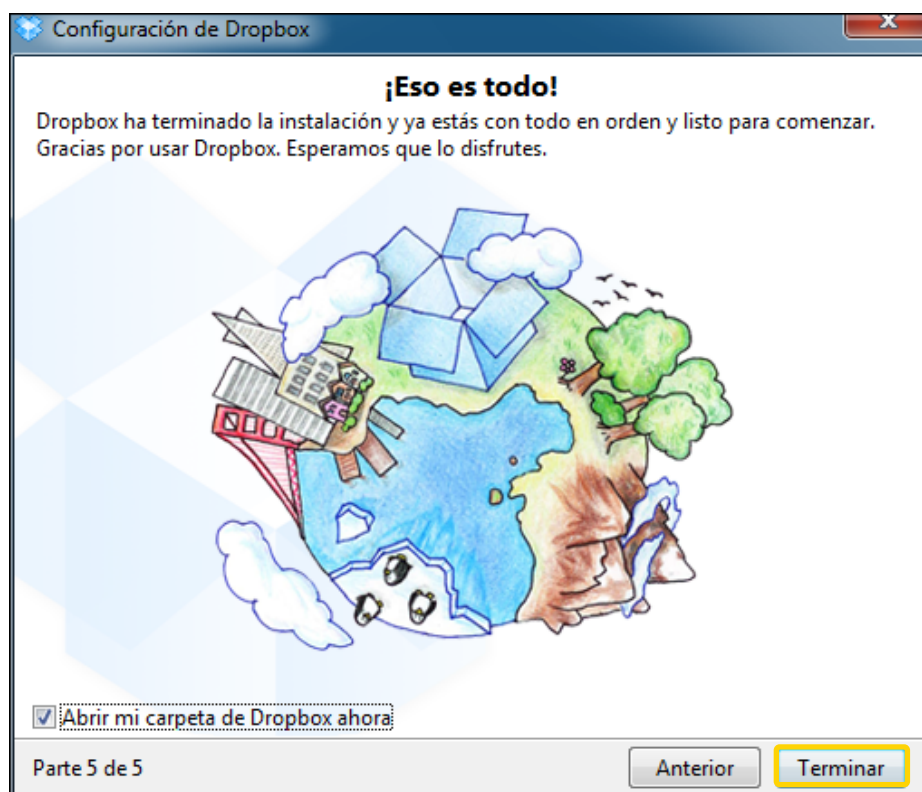 Configuración de Dropbox
¡Eso es todo!
Dropbox ha terminado la instalación y ya estás con todo en orden y listo para comenzar.
Gracias por usar Dropbox. Esperamos que lo disfrutes.
Abrir mi carpeta de Dropbox ahora
Parte 5 de 5
Anterior
Terminar